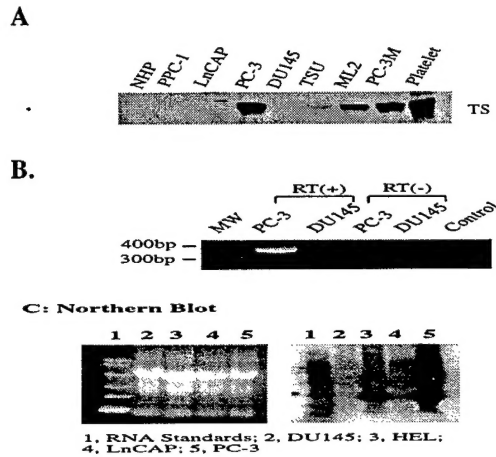 A
NHP PPC-1 LnCAP PC-3 DU145 TSU ML2 PC-3M Platelet
TS
B.
RT(+) RT(-)
MW PC-3 DU145 PC-3 DU145 Control
400bp
300bp
C: Northern Blot
1 2 3 4 5 1 2 3 4 5
1, RNA Standards; 2, DU145; 3, HEL;
4, LnCAP; 5, PC-3